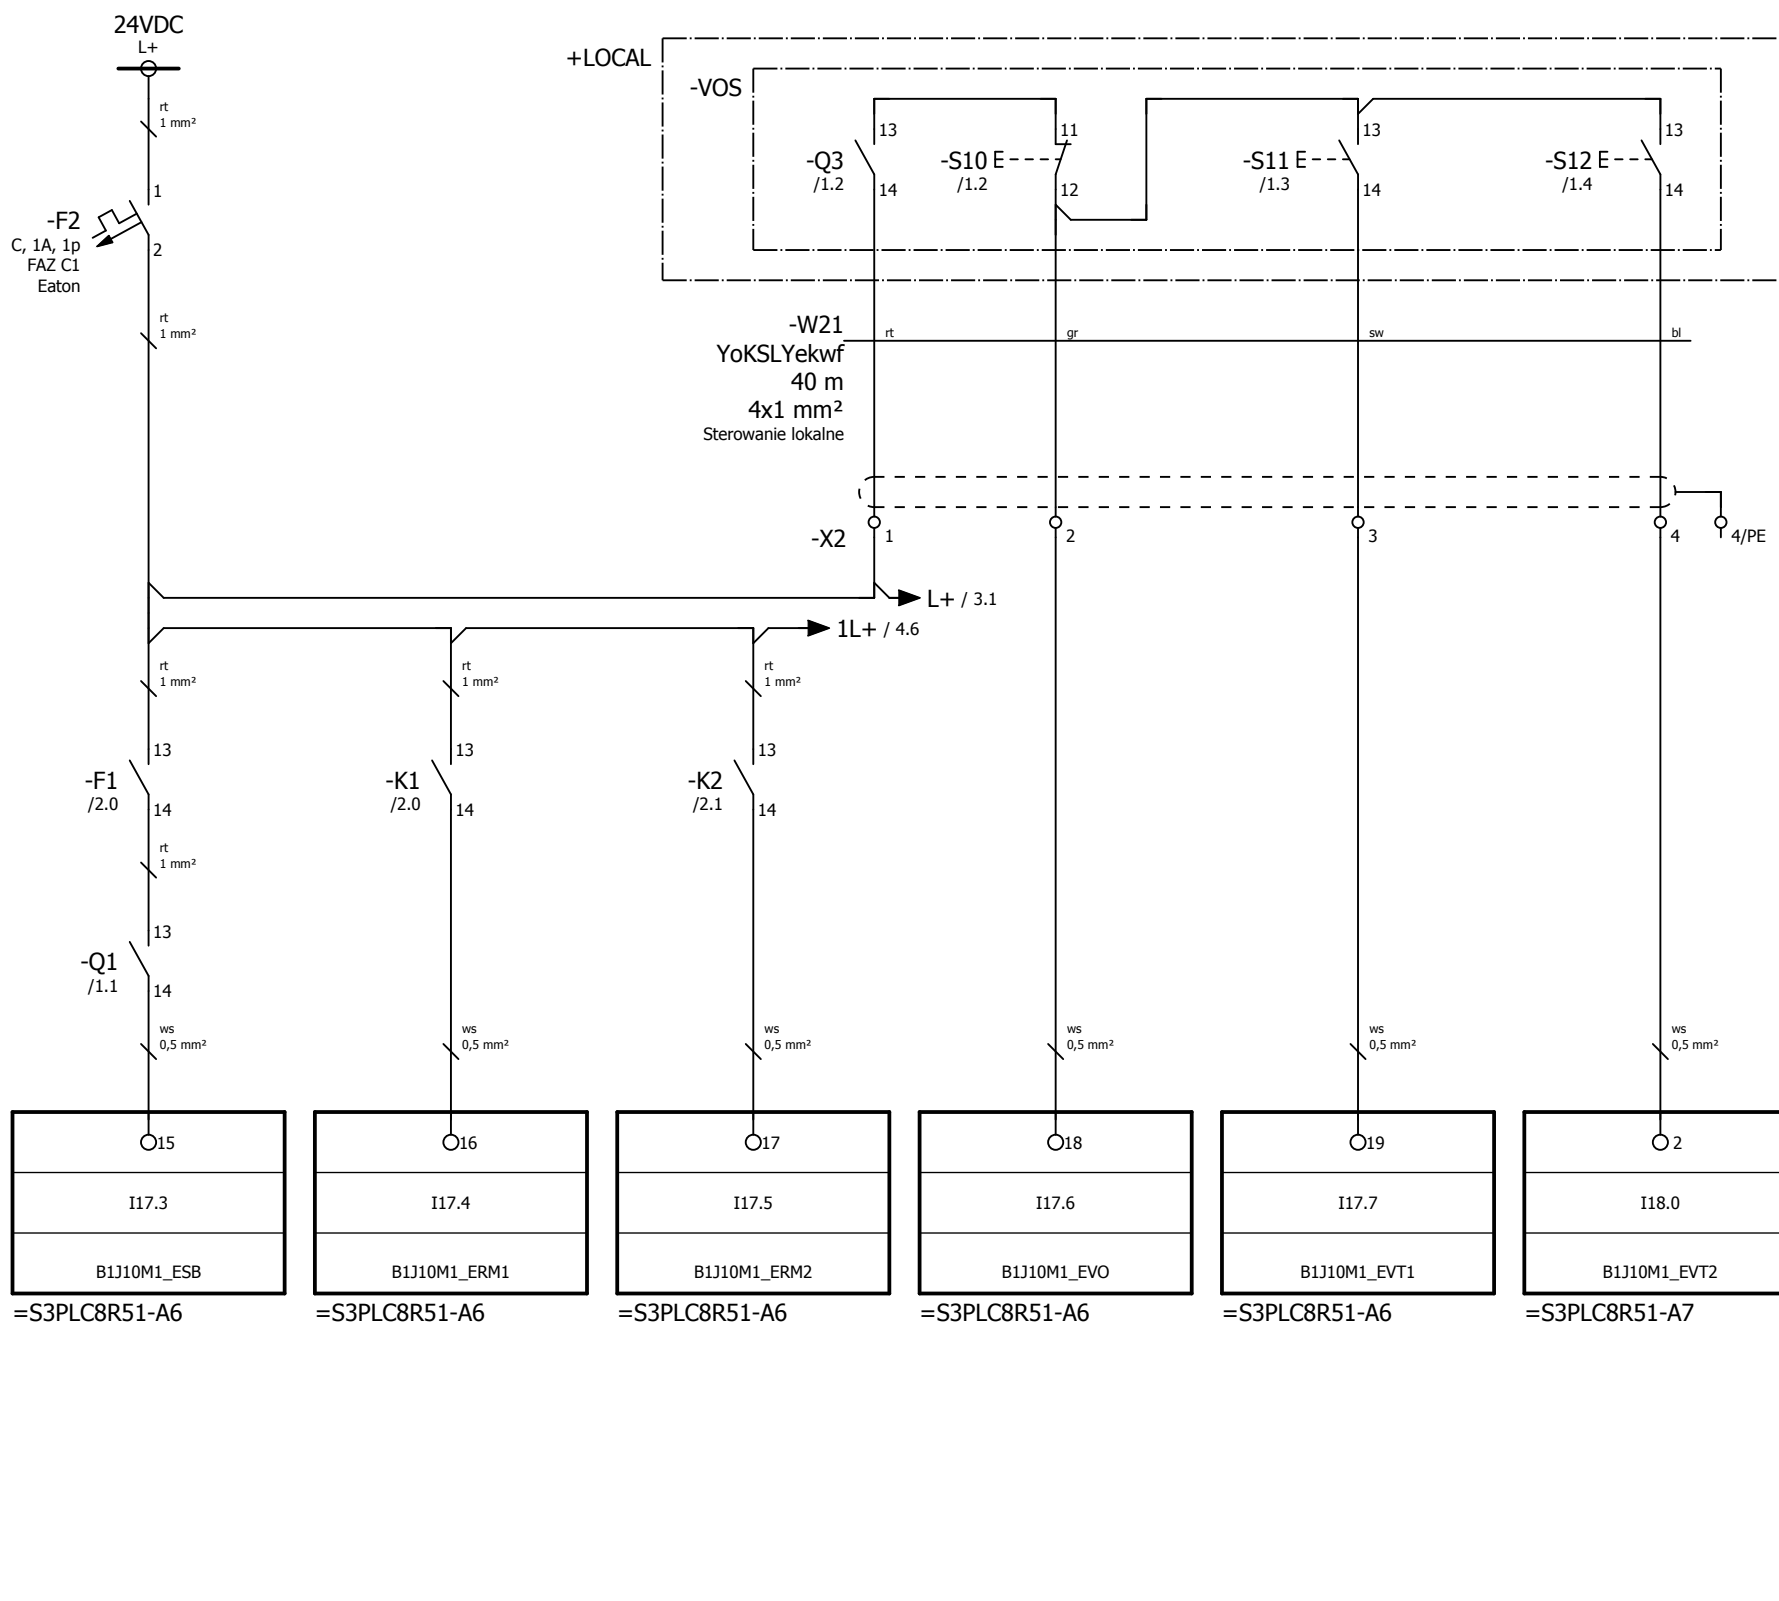 24VDC
L+
rt
1 mm²
1
-F2
C, 1A, 1p
FAZ C1
Eaton
2
rt
1 mm²
+LOCAL
-VOS
13
-Q3
/1.2
14
11
-S10
/1.2
12
13
-S11
/1.3
14
13
-S12
/1.4
14
-W21
YoKSLYekwf
40 m
4x1 mm²
Sterowanie lokalne
rt
gr
sw
bl
-X2
1
2
3
4
4/PE
L+ / 3.1
1L+ / 4.6
rt
1 mm²
rt
1 mm²
rt
1 mm²
13
-F1
/2.0
14
13
-K1
/2.0
14
13
-K2
/2.1
14
rt
1 mm²
13
-Q1
/1.1
14
ws
0,5 mm²
ws
0,5 mm²
ws
0,5 mm²
ws
0,5 mm²
ws
0,5 mm²
ws
0,5 mm²
15
I17.3
B1J10M1_ESB
=S3PLC8R51-A6
16
I17.4
B1J10M1_ERM1
=S3PLC8R51-A6
17
I17.5
B1J10M1_ERM2
=S3PLC8R51-A6
18
I17.6
B1J10M1_EVO
=S3PLC8R51-A6
19
I17.7
B1J10M1_EVT1
=S3PLC8R51-A6
2
I18.0
B1J10M1_EVT2
=S3PLC8R51-A7